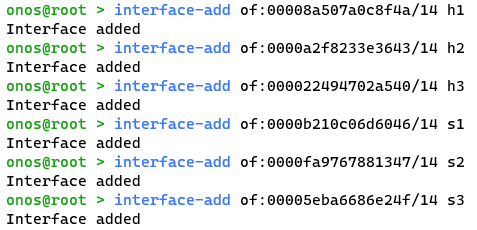 onos@root > interface-add of:00008a507a0c8f4a/14 h1
Interface added
onos@root > interface-add of:0000a2f8233e3643/14 h2
Interface added
onos@root > interface-add of:000022494702a540/14 h3
Interface added
onos@root > interface-add of:0000b210c06d6046/14 s1
Interface added
onos@root > interface-add of:0000fa9767881347/14 s2
Interface added
onos@root > interface-add of:00005eba6686e24f/14 s3
Interface added